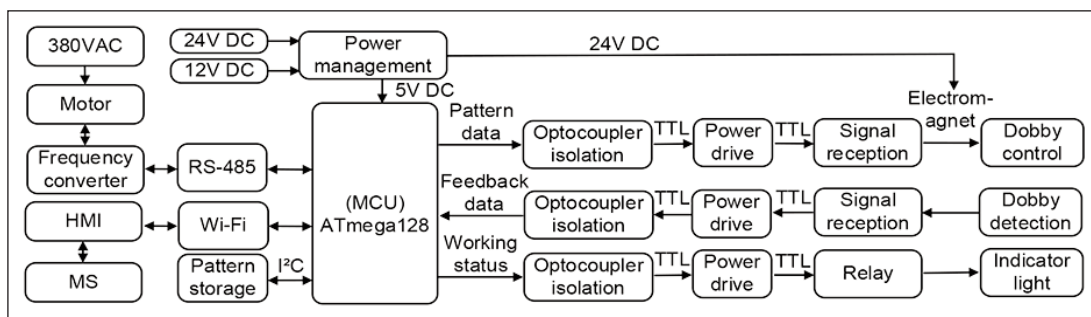 380VAC
Motor
Frequency
converter
HMI
MS
24V DC
12V DC
RS-485
Wi-Fi
Pattern
storage
I²C
Power
management
5V DC
24V DC
(MCU)
ATmega128
Pattern
data
Optocoupler
isolation
TTL
Power
drive
TTL
Signal
reception
Electrom-
agnet
Dobby
control
Feedback
data
Optocoupler
isolation
TTL
Power
drive
TTL
Signal
reception
Dobby
detection
Working
status
Optocoupler
isolation
TTL
Power
drive
TTL
Relay
Indicator
light